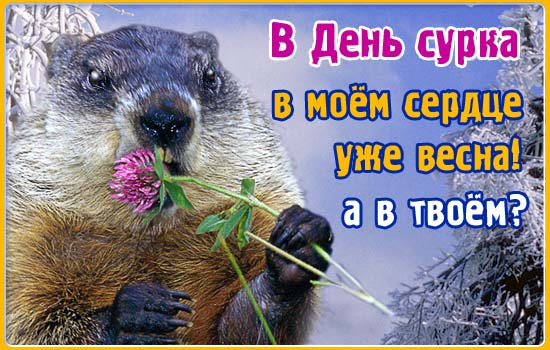 В День сурка
в моём сердце
уже весна!
а в твоём?